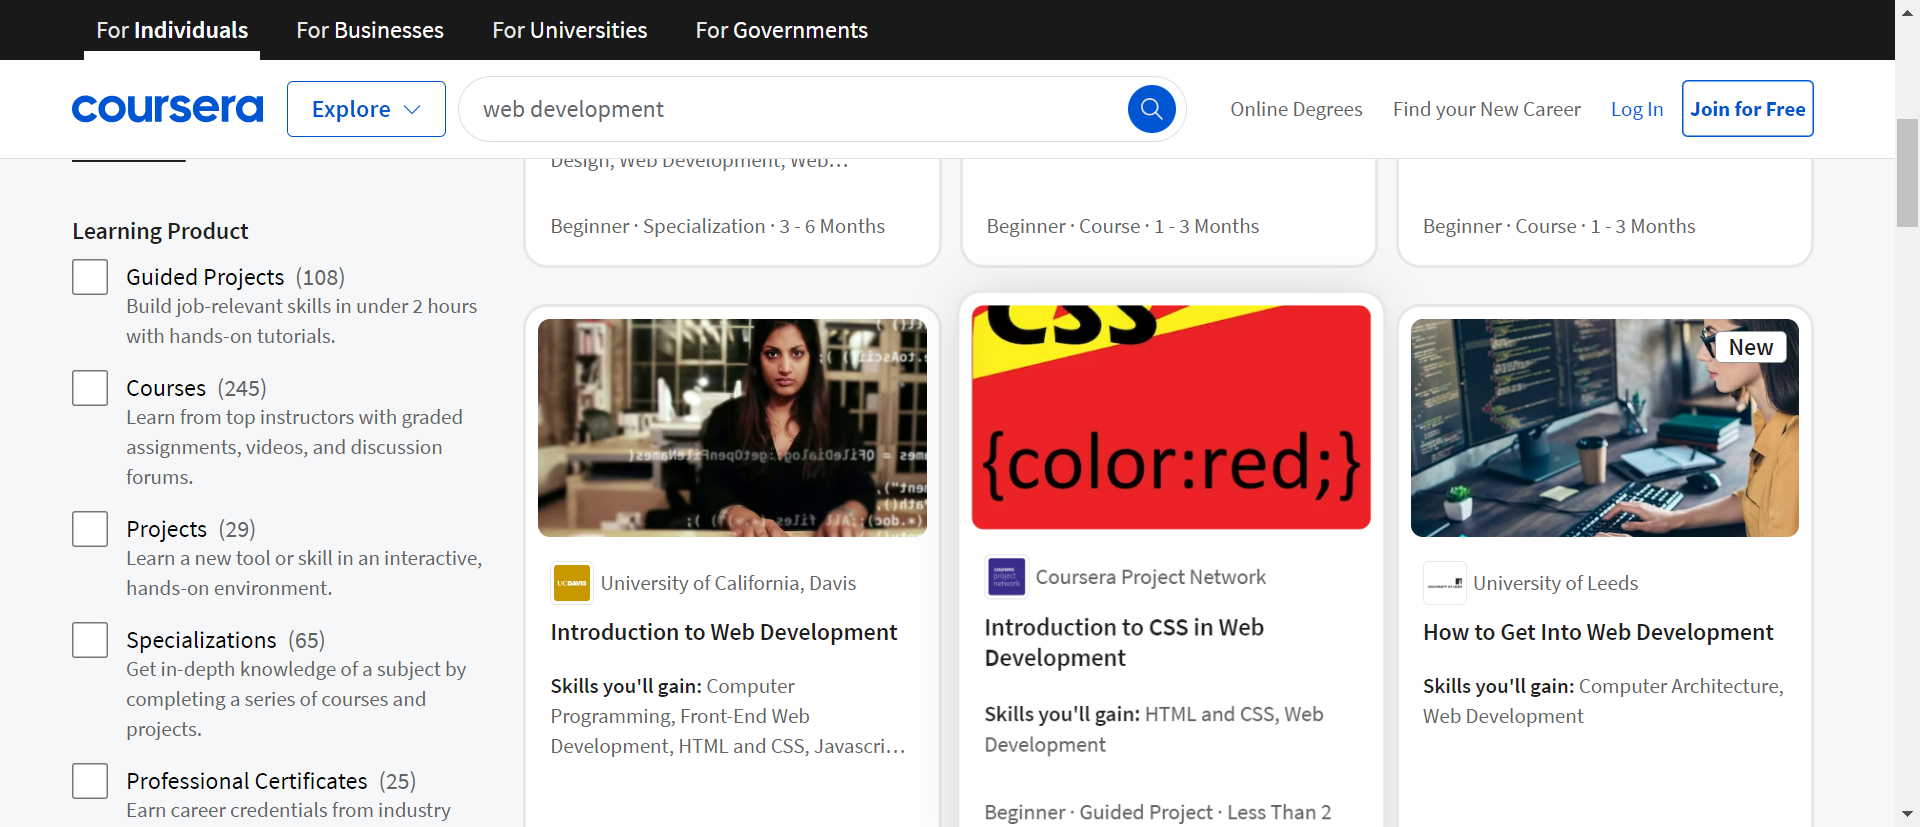 For Individuals
For Businesses
For Universities
For Governments
coursera
Explore
web development
Online Degrees
Find your New Career
Log In
Join for Free
Learning Product
Guided Projects (108)
Build job-relevant skills in under 2 hours
with hands-on tutorials.
Courses (245)
Learn from top instructors with graded
assignments, videos, and discussion
forums.
Projects (29)
Learn a new tool or skill in an interactive,
hands-on environment.
Specializations (65)
Get in-depth knowledge of a subject by
completing a series of courses and
projects.
Professional Certificates (25)
Earn career credentials from industry
Design, Web Development, Web...
Beginner · Specialization · 3 - 6 Months
Beginner · Course · 1 - 3 Months
Beginner · Course · 1 - 3 Months
UCDAVIS
University of California, Davis
Introduction to Web Development
Skills you'll gain: Computer
Programming, Front-End Web
Development, HTML and CSS, Javascri...
CSS
{color:red;}
coursera
project
network
Coursera Project Network
Introduction to CSS in Web
Development
Skills you'll gain: HTML and CSS, Web
Development
Beginner · Guided Project · Less Than 2
New
University of Leeds
How to Get Into Web Development
Skills you'll gain: Computer Architecture,
Web Development